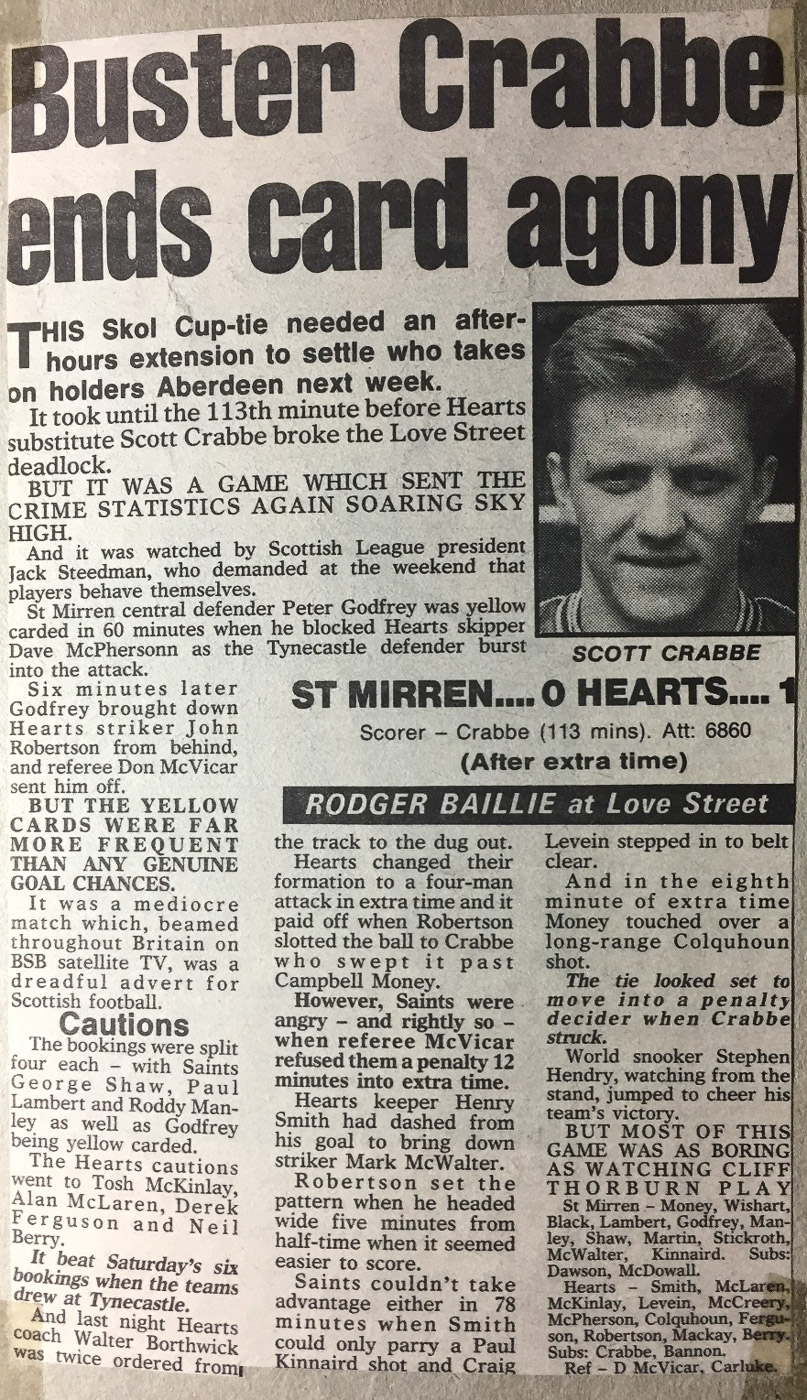 Buster Crabbe
ends card agony
THIS Skol Cup-tie needed an after-
hours extension to settle who takes
on holders Aberdeen next week.
It took until the 113th minute before Hearts
substitute Scott Crabbe broke the Love Street
deadlock.
BUT IT WAS A GAME WHICH SENT THE
CRIME STATISTICS AGAIN SOARING SKY
HIGH.
And it was watched by Scottish League president
Jack Steedman, who demanded at the weekend that
players behave themselves.
St Mirren central defender Peter Godfrey was yellow
carded in 60 minutes when he blocked Hearts skipper
Dave McPhersonn as the Tynecastle defender burst
into the attack.
Six minutes later
Godfrey brought down
Hearts striker John
Robertson from behind,
and referee Don McVicar
sent him off.
BUT THE YELLOW
CARDS WERE FAR
MORE FREQUENT
THAN ANY GENUINE
GOAL CHANCES.
It was a mediocre
match which, beamed
throughout Britain on
BSB satellite TV, was a
dreadful advert for
Scottish football.
Cautions
The bookings were split
four each – with Saints
George Shaw, Paul
Lambert and Roddy Man-
ley as well as Godfrey
being yellow carded.
The Hearts cautions
went to Tosh McKinlay,
Alan McLaren, Derek
Ferguson and Neil
Berry.
It beat Saturday's six
bookings when the teams
drew at Tynecastle.
And last night Hearts
coach Walter Borthwick
was twice ordered from
SCOTT CRABBE
ST MIRREN.... 0 HEARTS.... 1
Scorer – Crabbe (113 mins). Att: 6860
(After extra time)
RODGER BAILLIE at Love Street
the track to the dug out.
Hearts changed their
formation to a four-man
attack in extra time and it
paid off when Robertson
slotted the ball to Crabbe
who swept it past
Campbell Money.
However, Saints were
angry – and rightly so –
when referee McVicar
refused them a penalty 12
minutes into extra time.
Hearts keeper Henry
Smith had dashed from
his goal to bring down
striker Mark McWalter.
Robertson set the
pattern when he headed
wide five minutes from
half-time when it seemed
easier to score.
Saints couldn't take
advantage either in 78
minutes when Smith
could only parry a Paul
Kinnaird shot and Craig
Levein stepped in to belt
clear.
And in the eighth
minute of extra time
Money touched over a
long-range Colquhoun
shot.
The tie looked set to
move into a penalty
decider when Crabbe
struck.
World snooker Stephen
Hendry, watching from the
stand, jumped to cheer his
team's victory.
BUT MOST OF THIS
GAME WAS AS BORING
AS WATCHING CLIFF
THORBURN PLAY
St Mirren – Money, Wishart,
Black, Lambert, Godfrey, Man-
ley, Shaw, Martin, Stickroth,
McWalter, Kinnaird. Subs:
Dawson, McDowall.
Hearts – Smith, McLaren,
McKinlay, Levein, McCreery,
McPherson, Colquhoun, Fergu-
son, Robertson, Mackay, Berry.
Subs: Crabbe, Bannon.
Ref – D McVicar, Carluke.